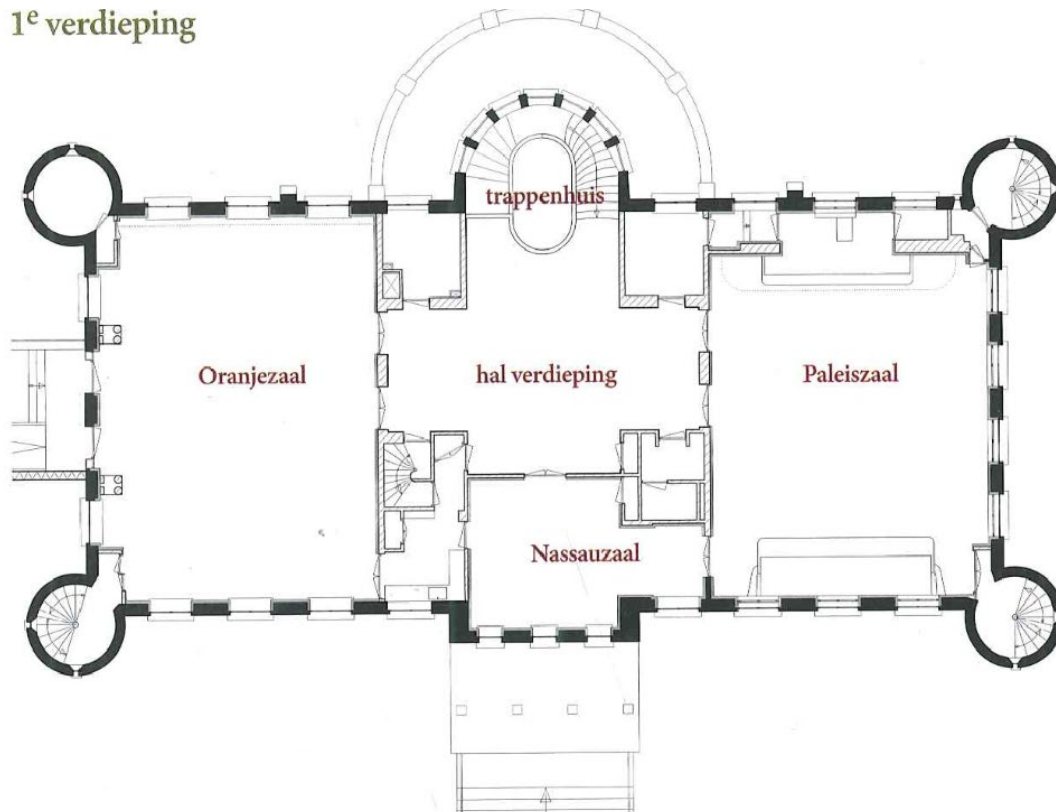 1e verdieping
trappenhuis
Oranjezaal
hal verdieping
Paleiszaal
Nassauzaal